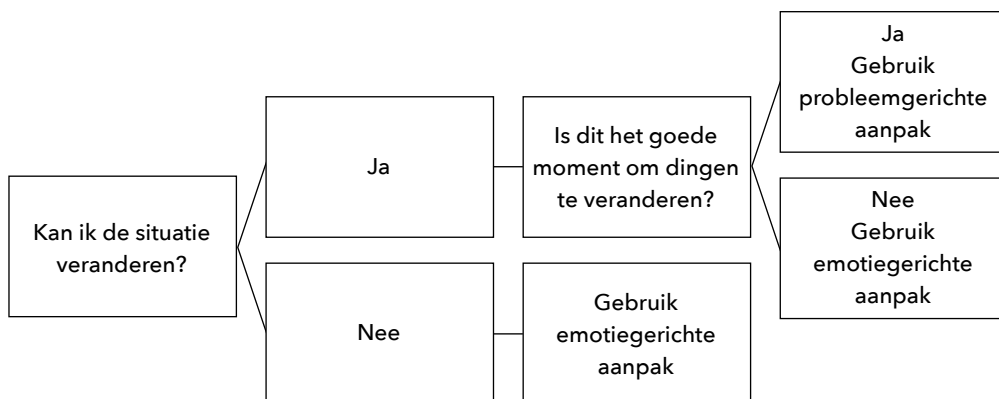 Kan ik de situatie
veranderen?
Ja
Is dit het goede
moment om dingen
te veranderen?
Ja
Gebruik
probleemgerichte
aanpak
Nee
Gebruik
emotiegerichte
aanpak
Nee
Gebruik
emotiegerichte
aanpak